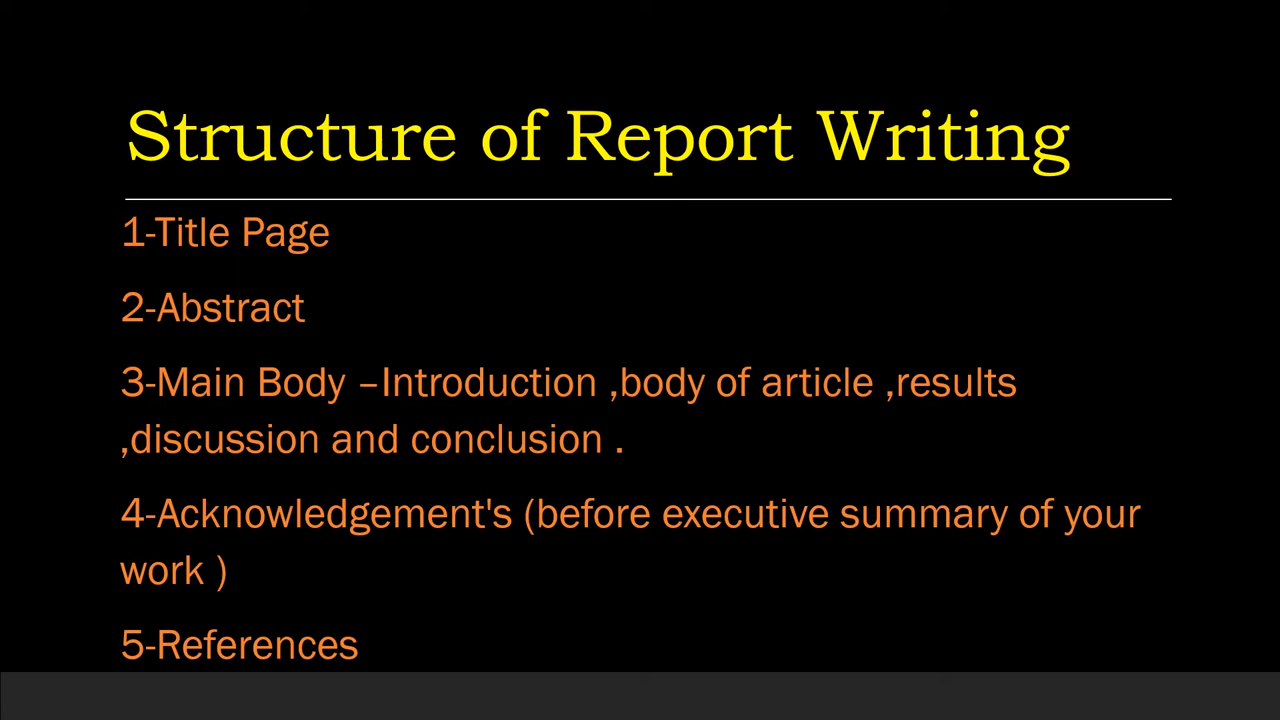 Structure of Report Writing
1-Title Page
2-Abstract
3-Main Body –Introduction ,body of article ,results
,discussion and conclusion .
4-Acknowledgement's (before executive summary of your
work )
5-References